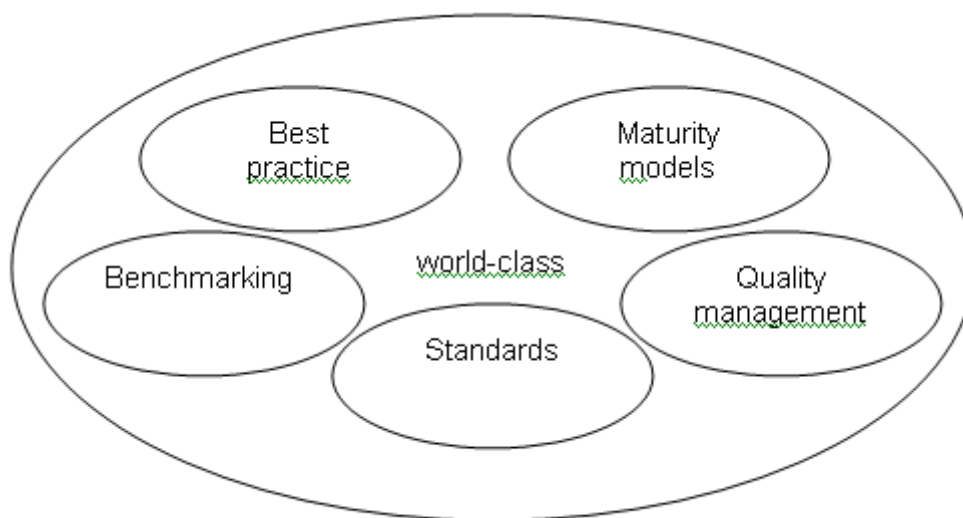 Best
practice
Maturity
models
Benchmarking
world-class
Quality
management
Standards